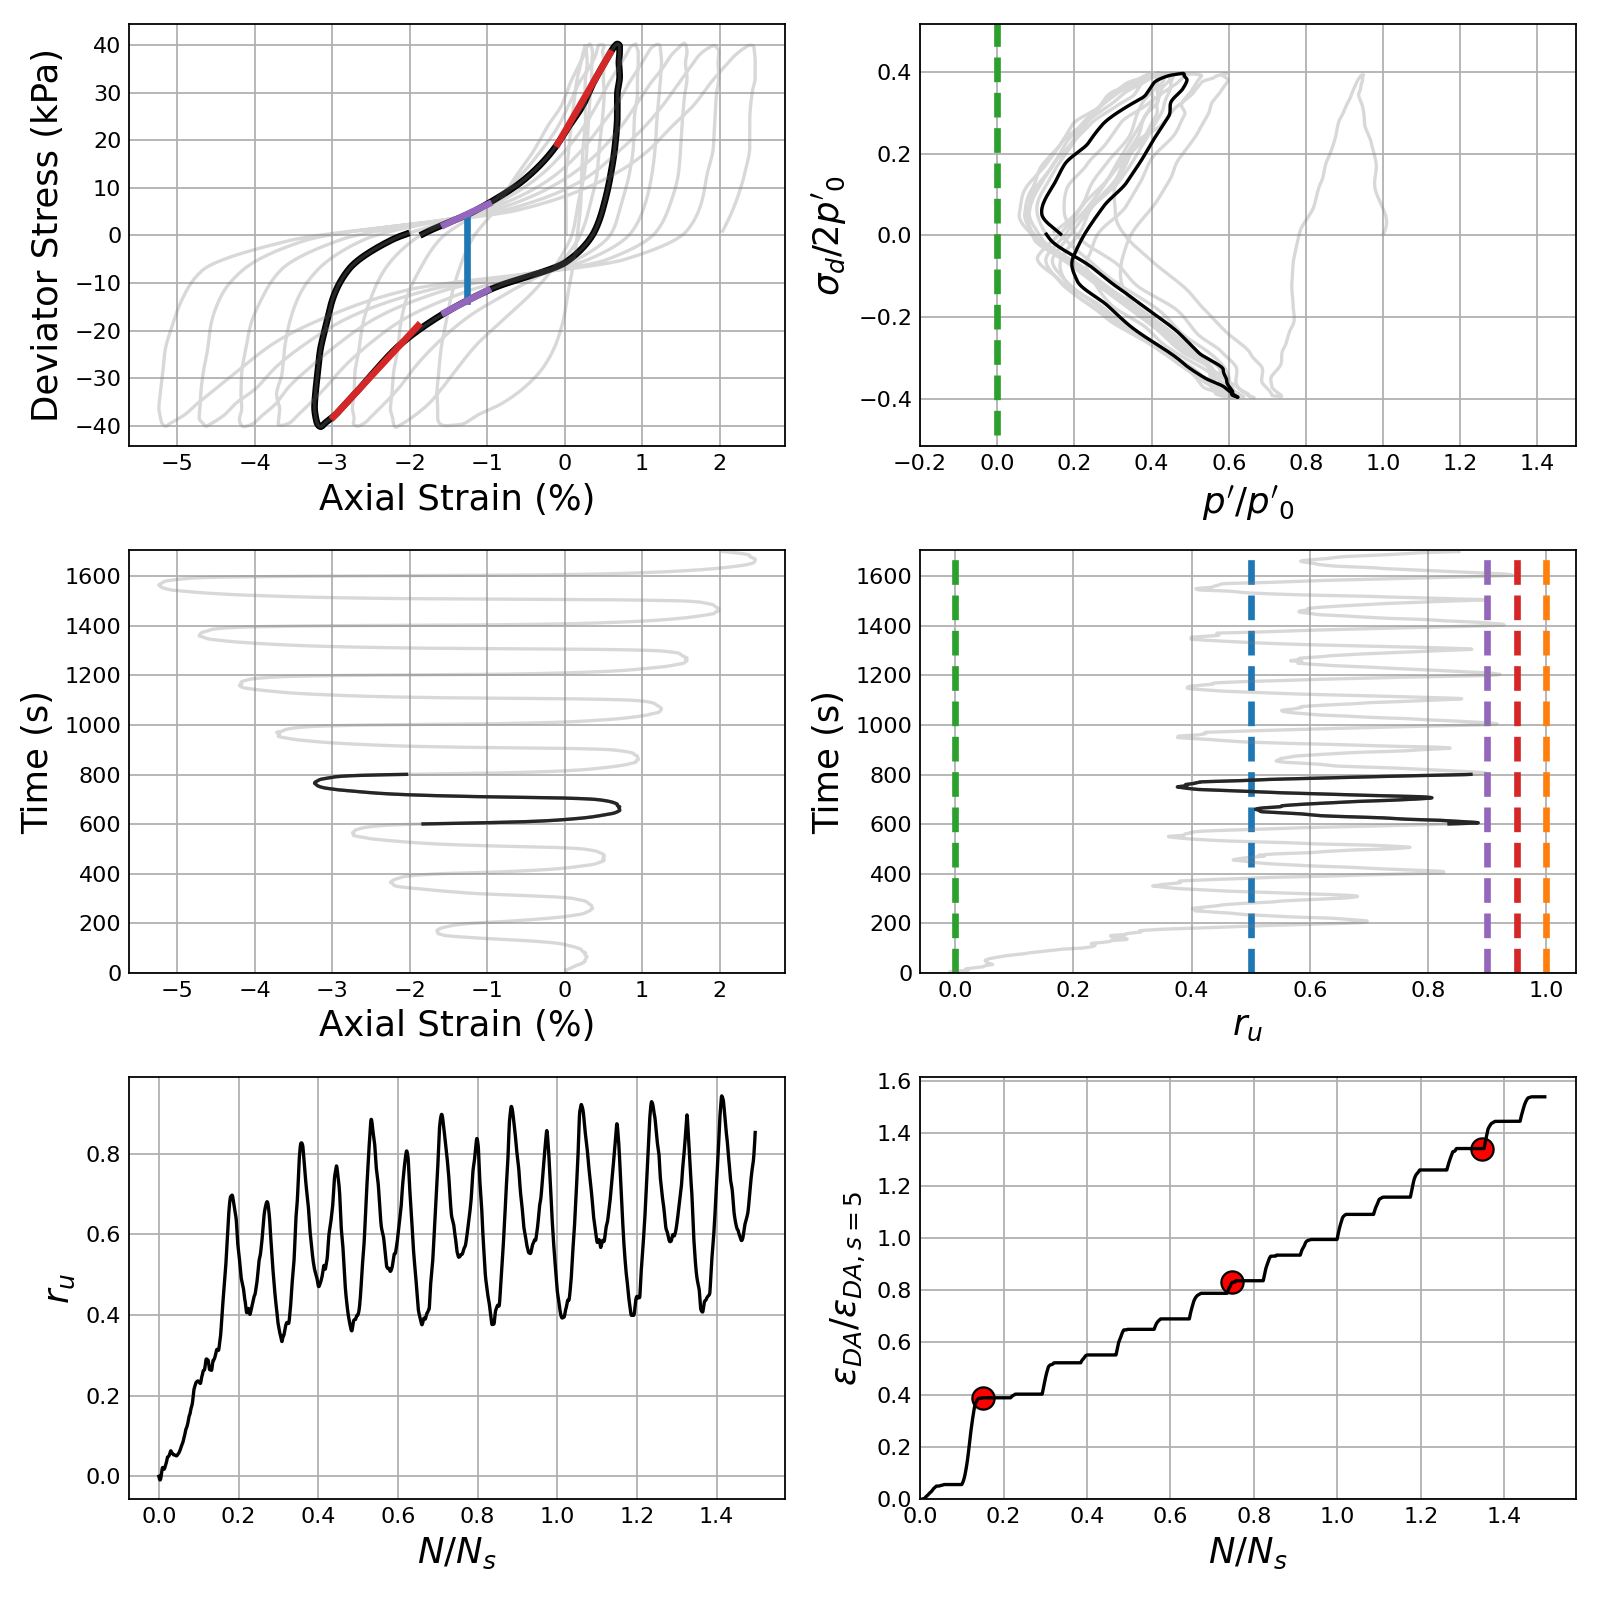 Deviator Stress (kPa)
40
30
20
10
0
−10
−20
−30
−40
−5 −4 −3 −2 −1 0 1 2
Axial Strain (%)
σd/2p′0
0.4
0.2
0.0
−0.2
−0.4
−0.2 0.0 0.2 0.4 0.6 0.8 1.0 1.2 1.4
p′/p′0
Time (s)
1600
1400
1200
1000
800
600
400
200
0
−5 −4 −3 −2 −1 0 1 2
Axial Strain (%)
Time (s)
1600
1400
1200
1000
800
600
400
200
0
0.0 0.2 0.4 0.6 0.8 1.0
ru
ru
0.8
0.6
0.4
0.2
0.0
0.0 0.2 0.4 0.6 0.8 1.0 1.2 1.4
N/Ns
εDA/εDA, s = 5
1.6
1.4
1.2
1.0
0.8
0.6
0.4
0.2
0.0
0.0 0.2 0.4 0.6 0.8 1.0 1.2 1.4
N/Ns